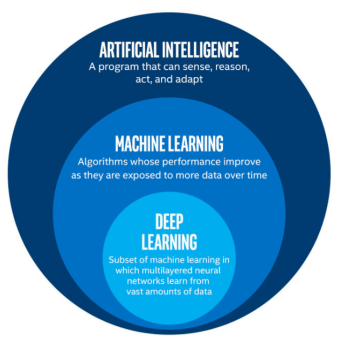 ARTIFICIAL INTELLIGENCE
A program that can sense, reason,
act, and adapt
MACHINE LEARNING
Algorithms whose performance improve
as they are exposed to more data over time
DEEP
LEARNING
Subset of machine learning in
which multilayered neural
networks learn from
vast amounts of data